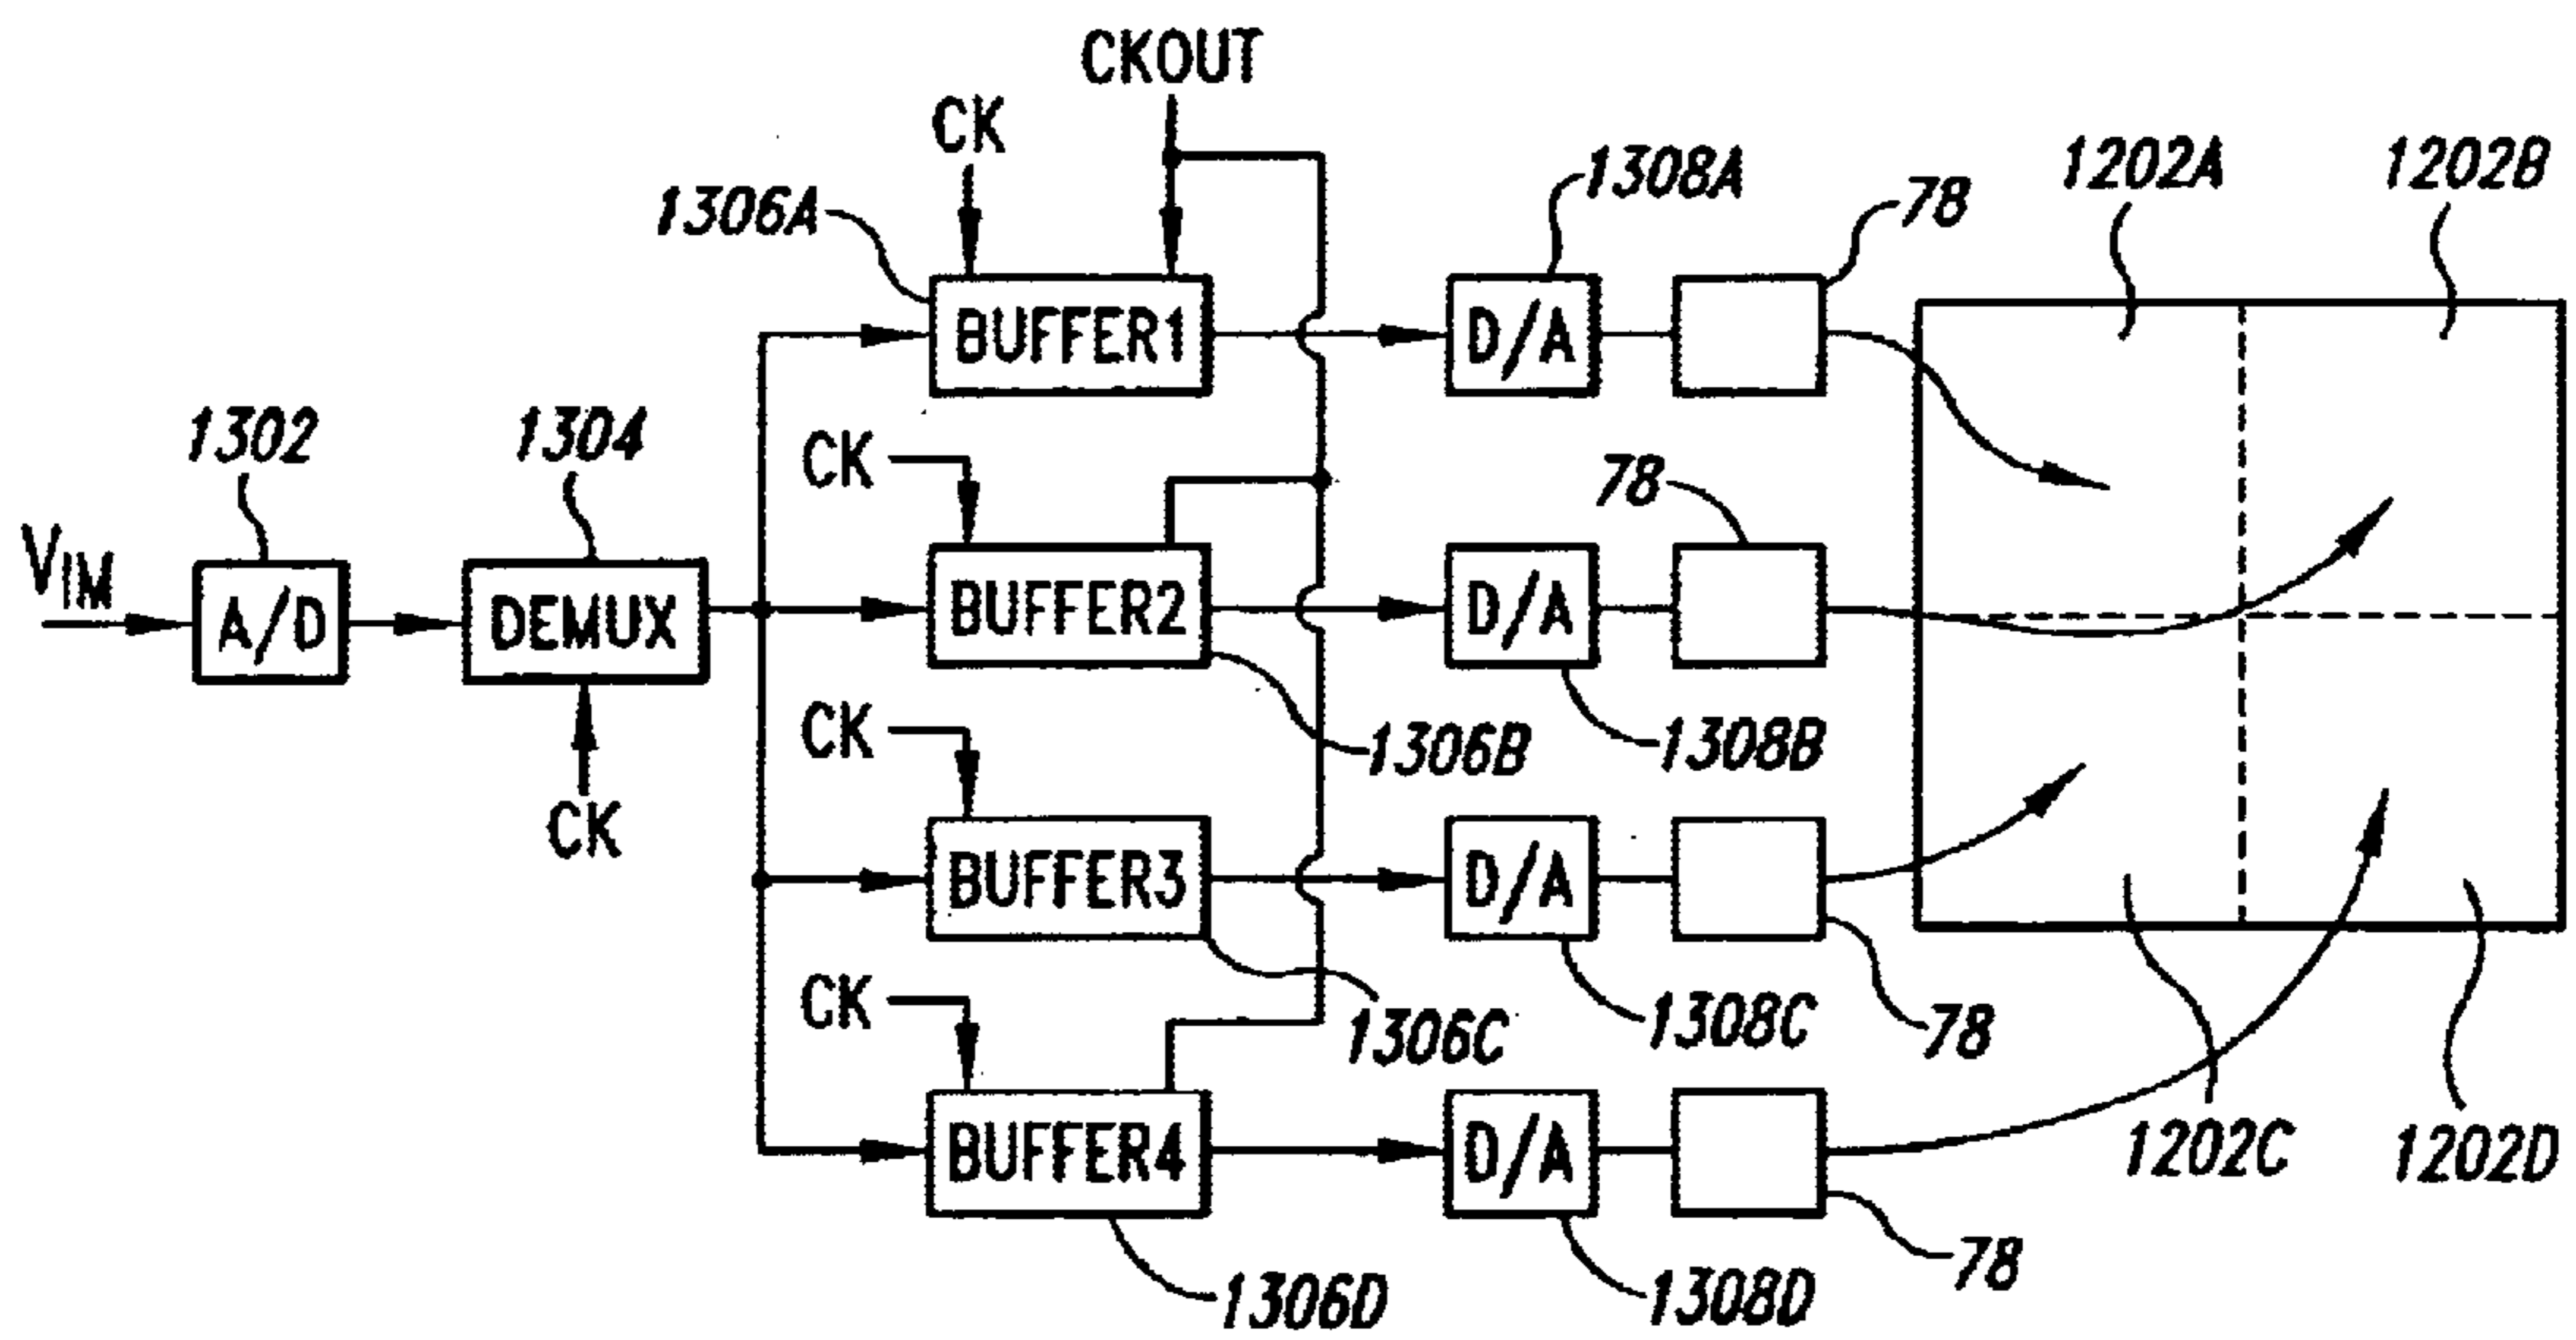 CKOUT
CK
1306A
1308A
78
1202A
1202B
BUFFER1
D/A
1302
1304
CK
78
VIM
A/D
DEMUX
BUFFER2
D/A
CK
CK
1306B
1308B
BUFFER3
D/A
CK
1306C
1308C
78
BUFFER4
D/A
1202C
1202D
1306D
1308D
78